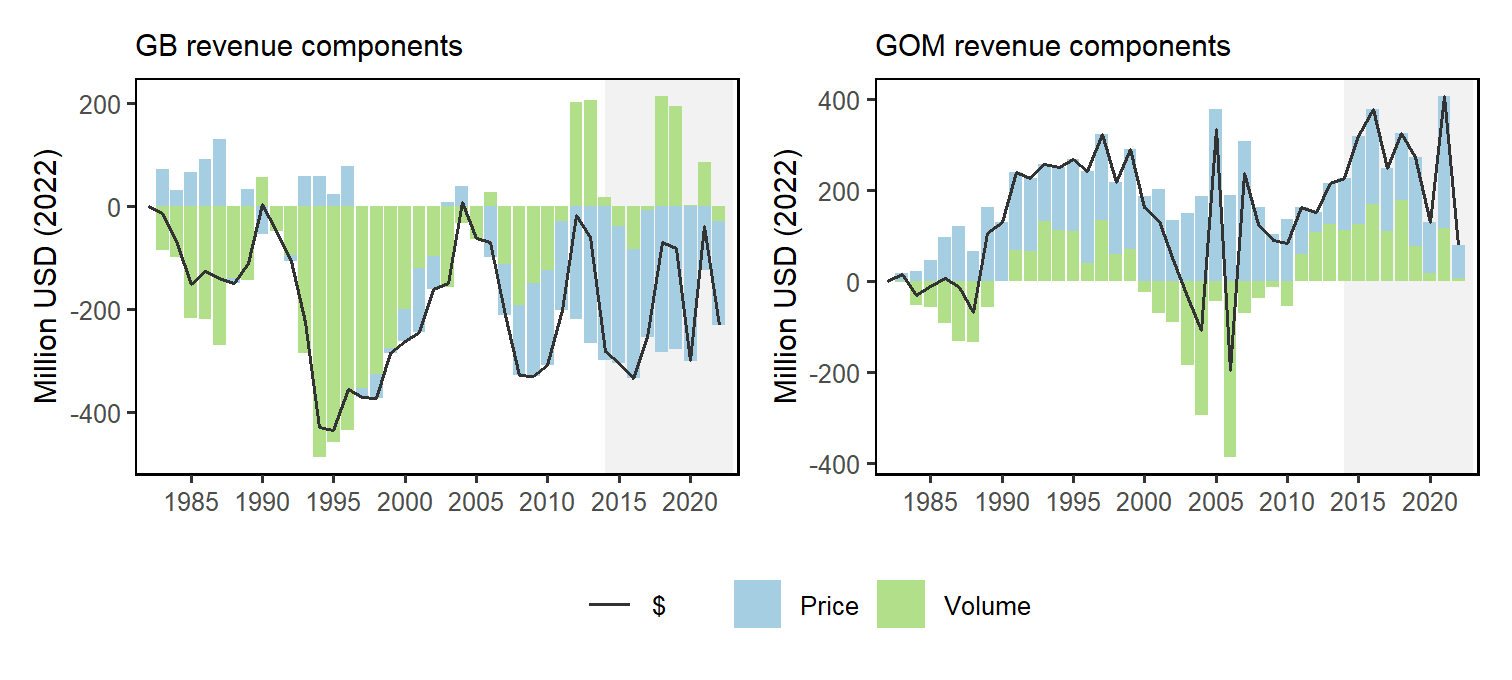 GB revenue components
GOM revenue components
Million USD (2022)
200
0
-200
-400
1985 1990 1995 2000 2005 2010 2015 2020
Million USD (2022)
400
200
0
-200
-400
1985 1990 1995 2000 2005 2010 2015 2020
$ Price Volume